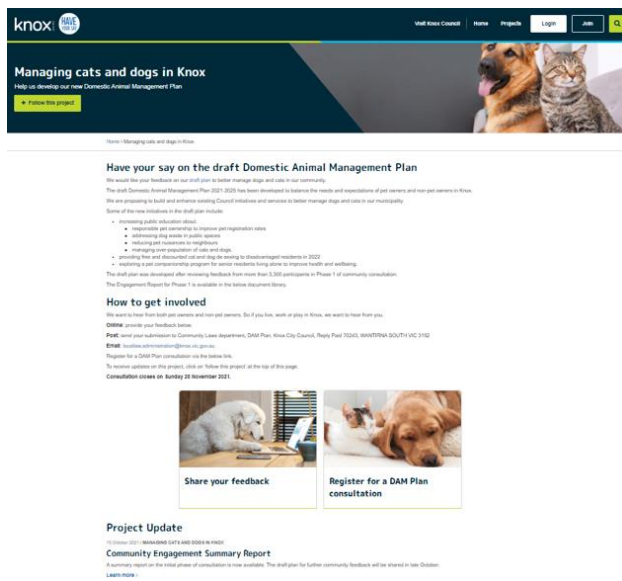 knox: HAVE YOUR SAY
Visit Knox Council Home Projects Login Join
Managing cats and dogs in Knox
Help us develop our new Domestic Animal Management Plan
+ Follow this project
Home / Managing cats and dogs in Knox
Have your say on the draft Domestic Animal Management Plan
We would like your feedback on our draft plan to better manage dogs and cats in our community.
The draft Domestic Animal Management Plan 2021-2025 has been developed to balance the needs and expectations of pet owners and non-pet owners in Knox.
We are proposing to build and enhance existing Council initiatives and services to better manage dogs and cats in our municipality.
Some of the new initiatives in the draft plan include:
increasing public education about:
responsible pet ownership to improve pet registration rates
addressing dog waste in public spaces
reducing pet nuisances to neighbours
managing over population of cats and dogs.
providing free and discounted cat and dog de-sexing to disadvantaged residents in 2022
exploring a pet companionship program for senior residents living alone to improve health and wellbeing.
The draft plan was developed after reviewing feedback from more than 3,300 participants in Phase 1 of community consultation.
The Engagement Report for Phase 1 is available in the below document library.
How to get involved
We want to hear from both pet owners and non-pet owners. So if you live, work or play in Knox, we want to hear from you.
Online: provide your feedback below.
Post: send your submission to Community Laws department, DAM Plan, Knox City Council, Reply Paid 70243, WANTIRNA SOUTH VIC 3152
Email: locallaw.administration@knox.vic.gov.au
Register for a DAM Plan consultation via the below link.
To receive updates on this project, click on 'follow this project' at the top of this page.
Consultation closes on Sunday 28 November 2021.
Share your feedback
Register for a DAM Plan
consultation
Project Update
October 2021 / MANAGING CATS AND DOGS IN KNOX
Community Engagement Summary Report
A summary report on the initial phase of consultation is now available. The draft plan for further community feedback will be shared in late October.
Learn more ›